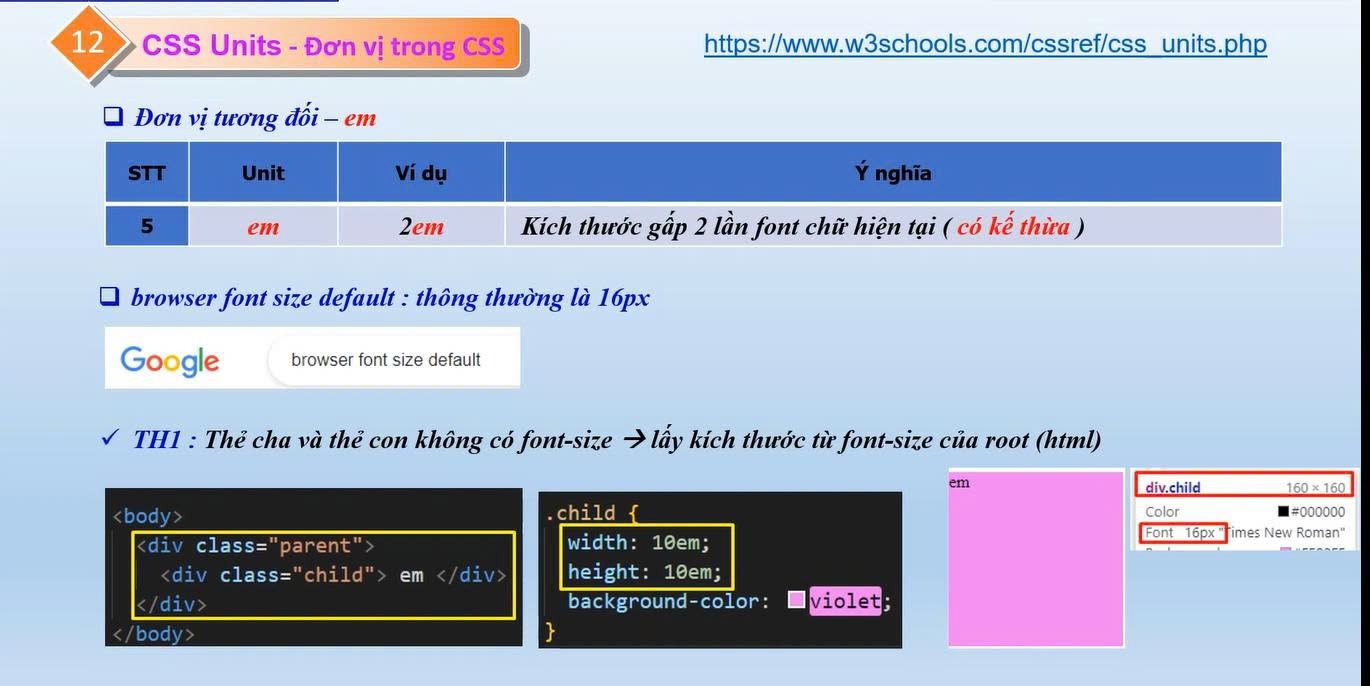 12
CSS Units - Đơn vị trong CSS
https://www.w3schools.com/cssref/css_units.php
Đơn vị tương đối – em
STT Unit Ví dụ Ý nghĩa
5 em 2em Kích thước gấp 2 lần font chữ hiện tại ( có kế thừa )
browser font size default : thông thường là 16px
Google browser font size default
TH1 : Thẻ cha và thẻ con không có font-size → lấy kích thước từ font-size của root (html)
<body>
<div class="parent">
<div class="child"> em </div>
</div>
</body>
.child {
width: 10em;
height: 10em;
background-color: violet;
}
em
div.child 160 × 160
Color #000000
Font 16px "Times New Roman"